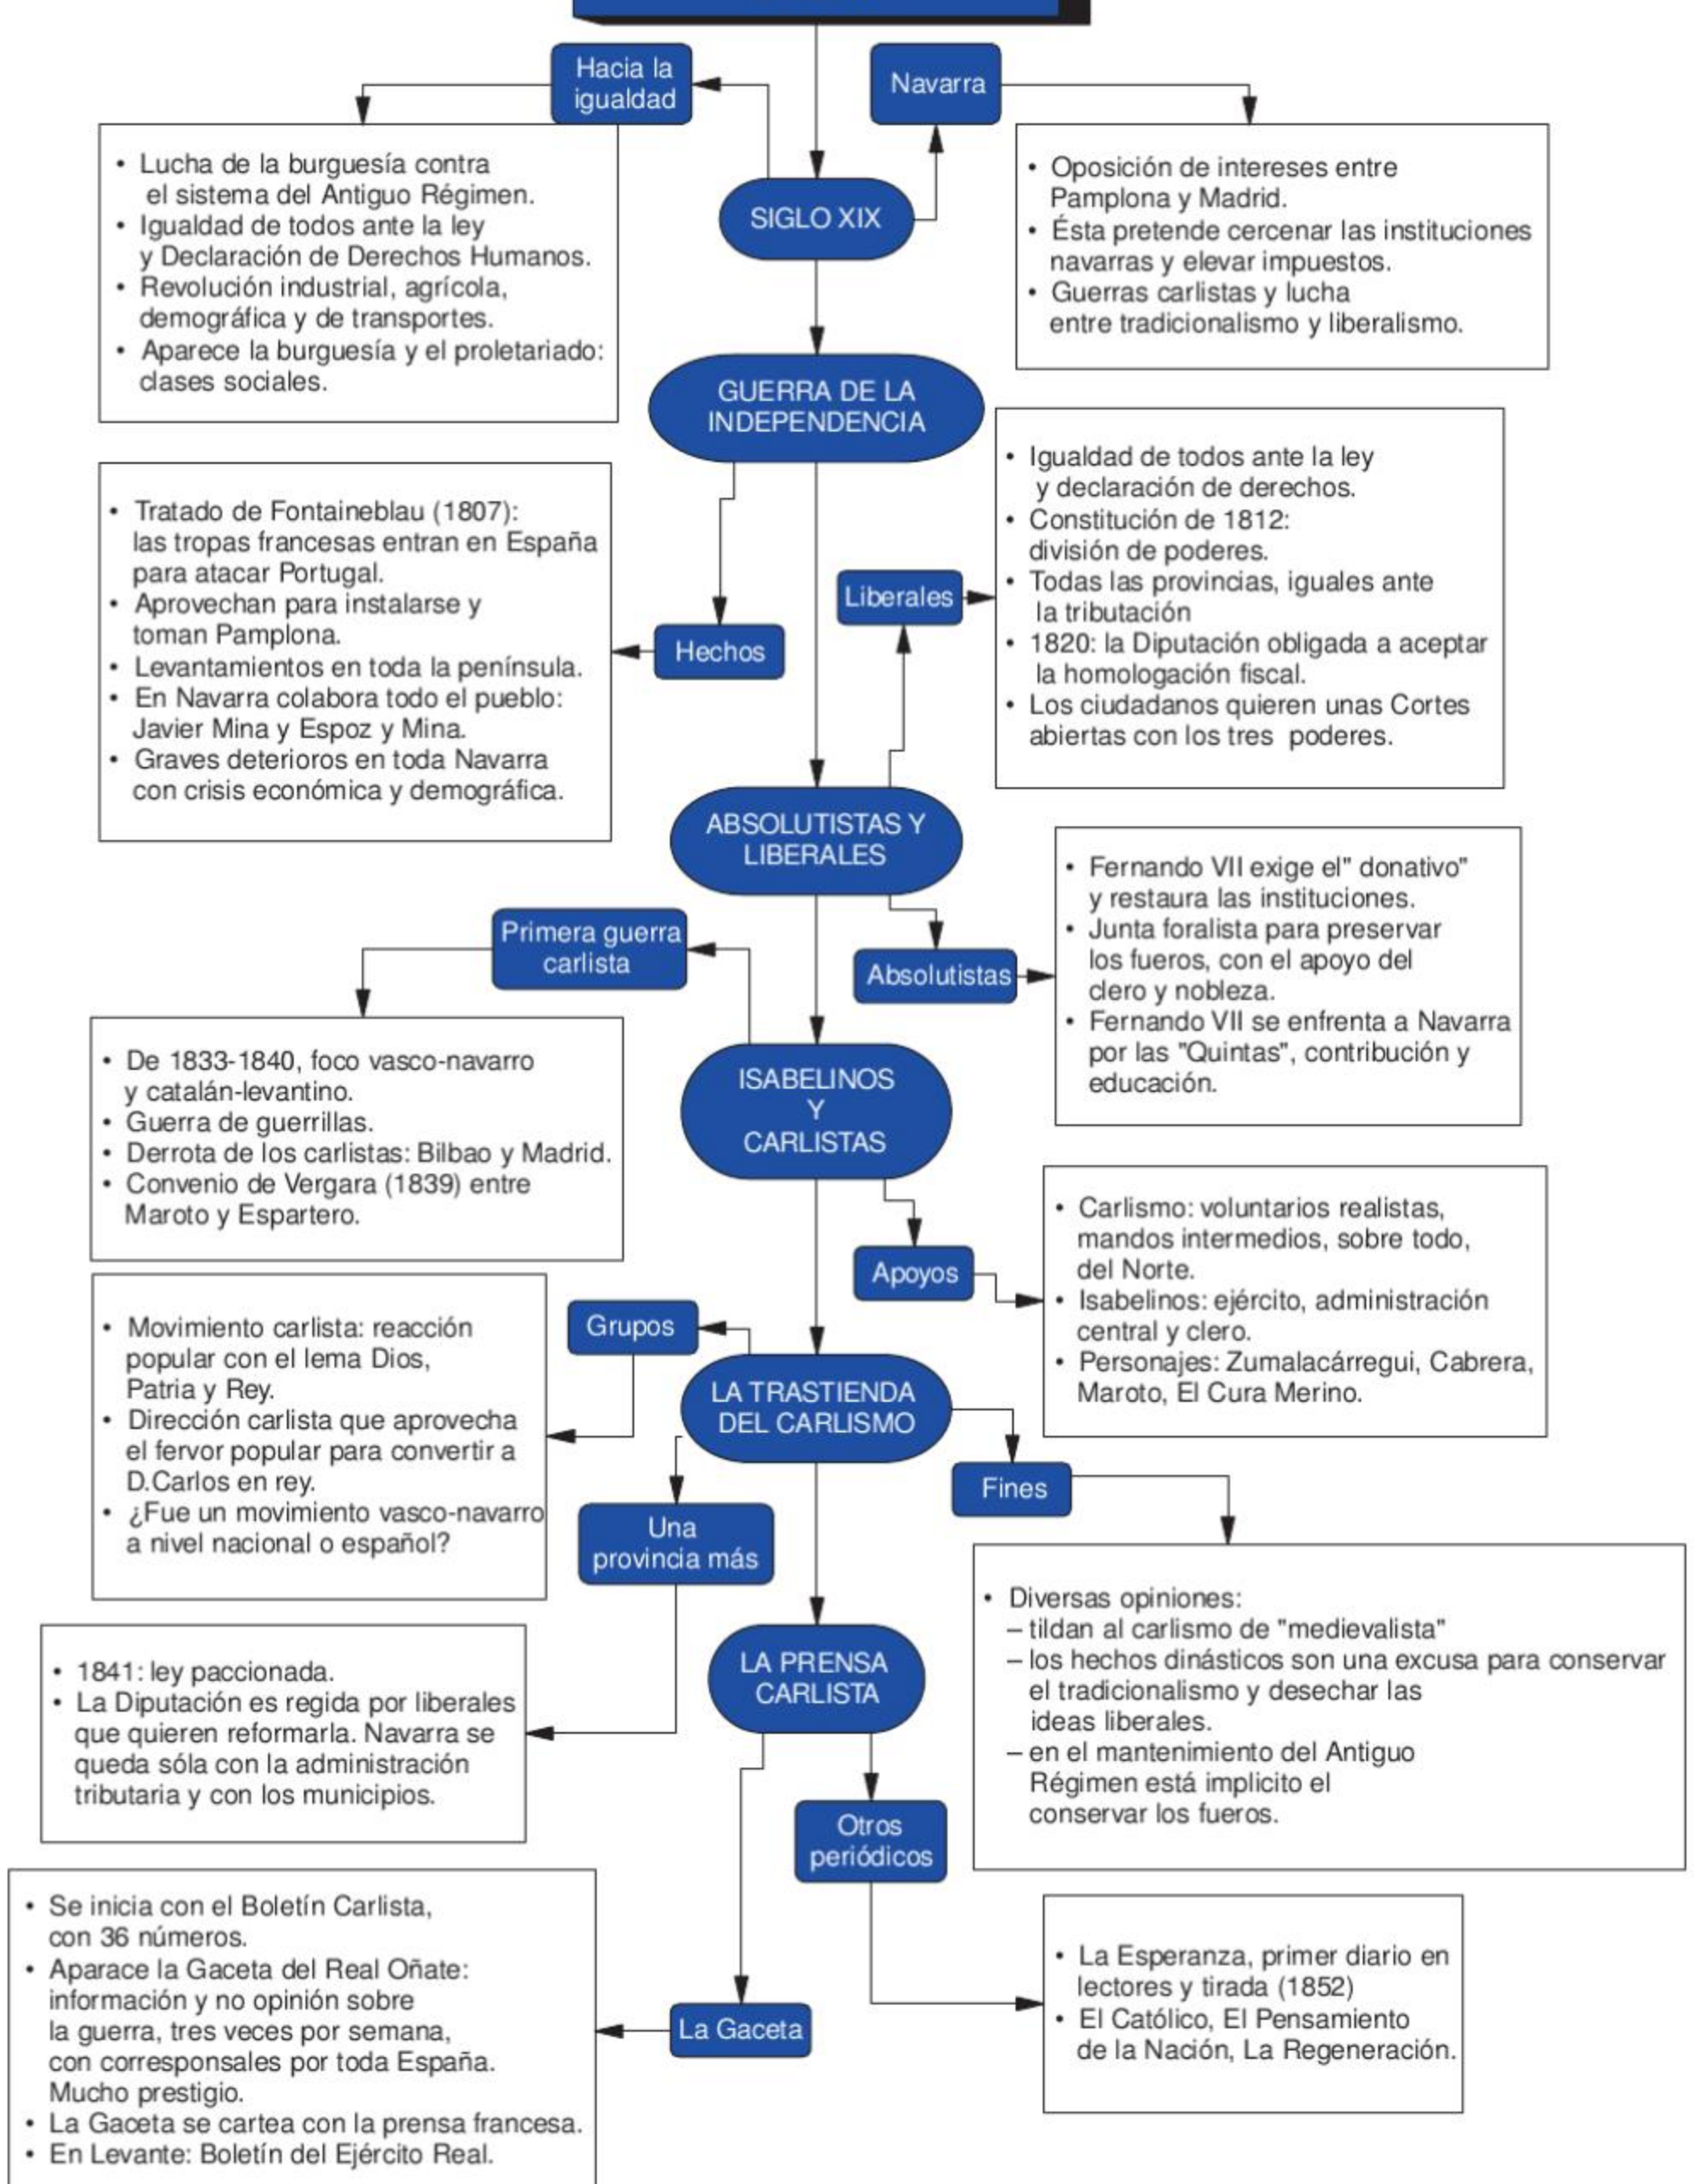 Hacia la
igualdad
Navarra
• Lucha de la burguesía contra
el sistema del Antiguo Régimen.
• Igualdad de todos ante la ley
y Declaración de Derechos Humanos.
• Revolución industrial, agrícola,
demográfica y de transportes.
• Aparece la burguesía y el proletariado:
clases sociales.
• Oposición de intereses entre
Pamplona y Madrid.
• Ésta pretende cercenar las instituciones
navarras y elevar impuestos.
• Guerras carlistas y lucha
entre tradicionalismo y liberalismo.
SIGLO XIX
GUERRA DE LA
INDEPENDENCIA
• Tratado de Fontaineblau (1807):
las tropas francesas entran en España
para atacar Portugal.
• Aprovechan para instalarse y
toman Pamplona.
• Levantamientos en toda la península.
• En Navarra colabora todo el pueblo:
Javier Mina y Espoz y Mina.
• Graves deterioros en toda Navarra
con crisis económica y demográfica.
Hechos
Liberales
• Igualdad de todos ante la ley
y declaración de derechos.
• Constitución de 1812:
división de poderes.
• Todas las provincias, iguales ante
la tributación
• 1820: la Diputación obligada a aceptar
la homologación fiscal.
• Los ciudadanos quieren unas Cortes
abiertas con los tres poderes.
ABSOLUTISTAS Y
LIBERALES
Absolutistas
• Fernando VII exige el" donativo"
y restaura las instituciones.
• Junta foralista para preservar
los fueros, con el apoyo del
clero y nobleza.
• Fernando VII se enfrenta a Navarra
por las "Quintas", contribución y
educación.
Primera guerra
carlista
• De 1833-1840, foco vasco-navarro
y catalán-levantino.
• Guerra de guerrillas.
• Derrota de los carlistas: Bilbao y Madrid.
• Convenio de Vergara (1839) entre
Maroto y Espartero.
ISABELINOS
Y
CARLISTAS
Apoyos
• Carlismo: voluntarios realistas,
mandos intermedios, sobre todo,
del Norte.
• Isabelinos: ejército, administración
central y clero.
• Personajes: Zumalacárregui, Cabrera,
Maroto, El Cura Merino.
Grupos
• Movimiento carlista: reacción
popular con el lema Dios,
Patria y Rey.
• Dirección carlista que aprovecha
el fervor popular para convertir a
D.Carlos en rey.
• ¿Fue un movimiento vasco-navarro
a nivel nacional o español?
LA TRASTIENDA
DEL CARLISMO
Fines
Una
provincia más
• Diversas opiniones:
– tildan al carlismo de "medievalista"
– los hechos dinásticos son una excusa para conservar
el tradicionalismo y desechar las
ideas liberales.
– en el mantenimiento del Antiguo
Régimen está implicito el
conservar los fueros.
• 1841: ley paccionada.
• La Diputación es regida por liberales
que quieren reformarla. Navarra se
queda sóla con la administración
tributaria y con los municipios.
LA PRENSA
CARLISTA
Otros
periódicos
• Se inicia con el Boletín Carlista,
con 36 números.
• Aparace la Gaceta del Real Oñate:
información y no opinión sobre
la guerra, tres veces por semana,
con corresponsales por toda España.
Mucho prestigio.
• La Gaceta se cartea con la prensa francesa.
• En Levante: Boletín del Ejército Real.
La Gaceta
• La Esperanza, primer diario en
lectores y tirada (1852)
• El Católico, El Pensamiento
de la Nación, La Regeneración.